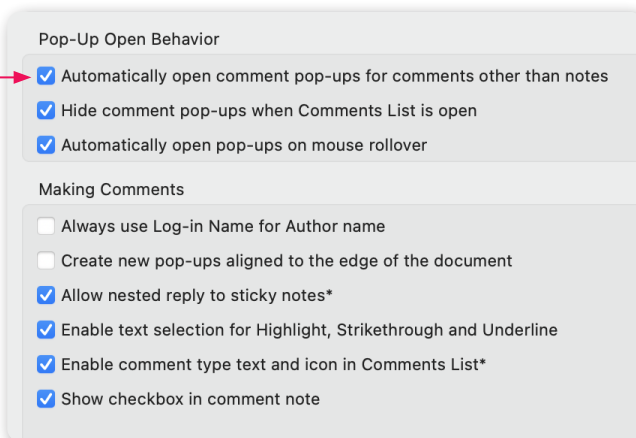 Pop-Up Open Behavior
Automatically open comment pop-ups for comments other than notes
Hide comment pop-ups when Comments List is open
Automatically open pop-ups on mouse rollover
Making Comments
Always use Log-in Name for Author name
Create new pop-ups aligned to the edge of the document
Allow nested reply to sticky notes*
Enable text selection for Highlight, Strikethrough and Underline
Enable comment type text and icon in Comments List*
Show checkbox in comment note